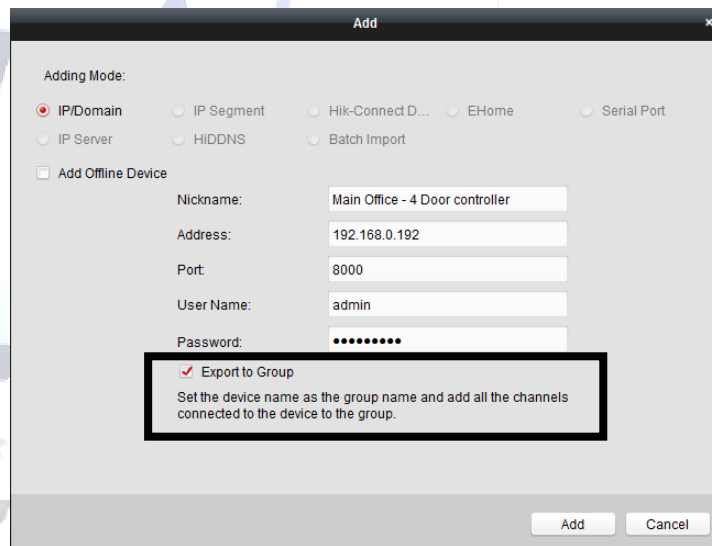 Add
Adding Mode:
IP/Domain IP Segment Hik-Connect D... EHome Serial Port
IP Server HiDDNS Batch Import
Add Offline Device
Nickname: Main Office - 4 Door controller
Address: 192.168.0.192
Port: 8000
User Name: admin
Password: •••••••••
Export to Group
Set the device name as the group name and add all the channels
connected to the device to the group.
Add Cancel